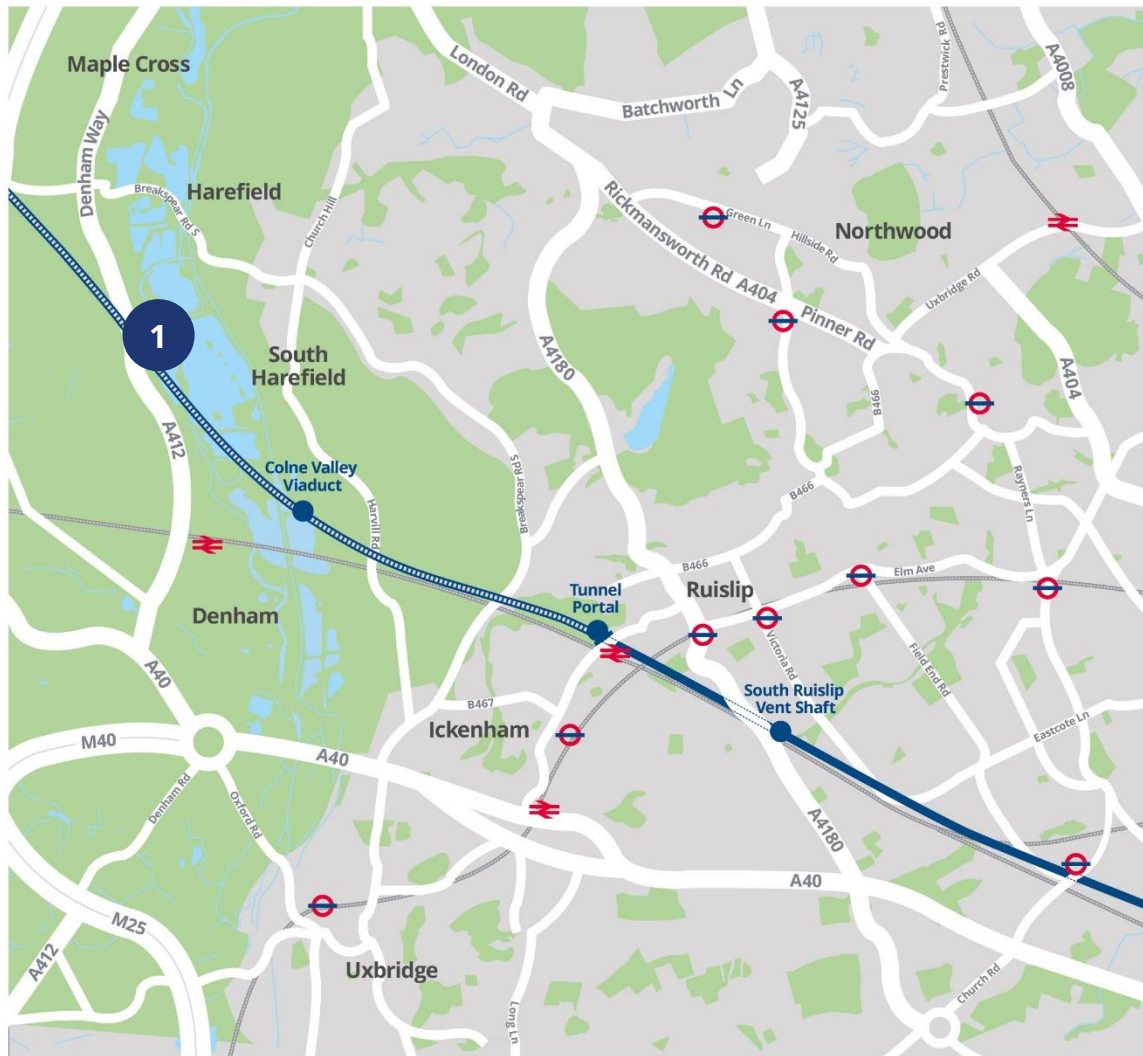 Maple Cross
London Rd
Batchworth Ln
A4125
Prestwick Rd
A4008
Denham Way
Breakspear Rd S
Harefield
Church Hill
Rickmansworth Rd A404
Green Ln
Hillside Rd
Northwood
Uxbridge Rd
Pinner Rd
1
South
Harefield
A4180
A404
B466
A412
Colne Valley
Viaduct
Harvill Rd
Breakspear Rd S
B466
Rayners Ln
B466
Elm Ave
Denham
Tunnel
Portal
Ruislip
Victoria Rd
Field End Rd
A40
B467
Ickenham
South Ruislip
Vent Shaft
Eastcote Ln
M40
A40
Denham Rd
Oxford Rd
A4180
A40
M25
A412
Uxbridge
Long Ln
Church Rd